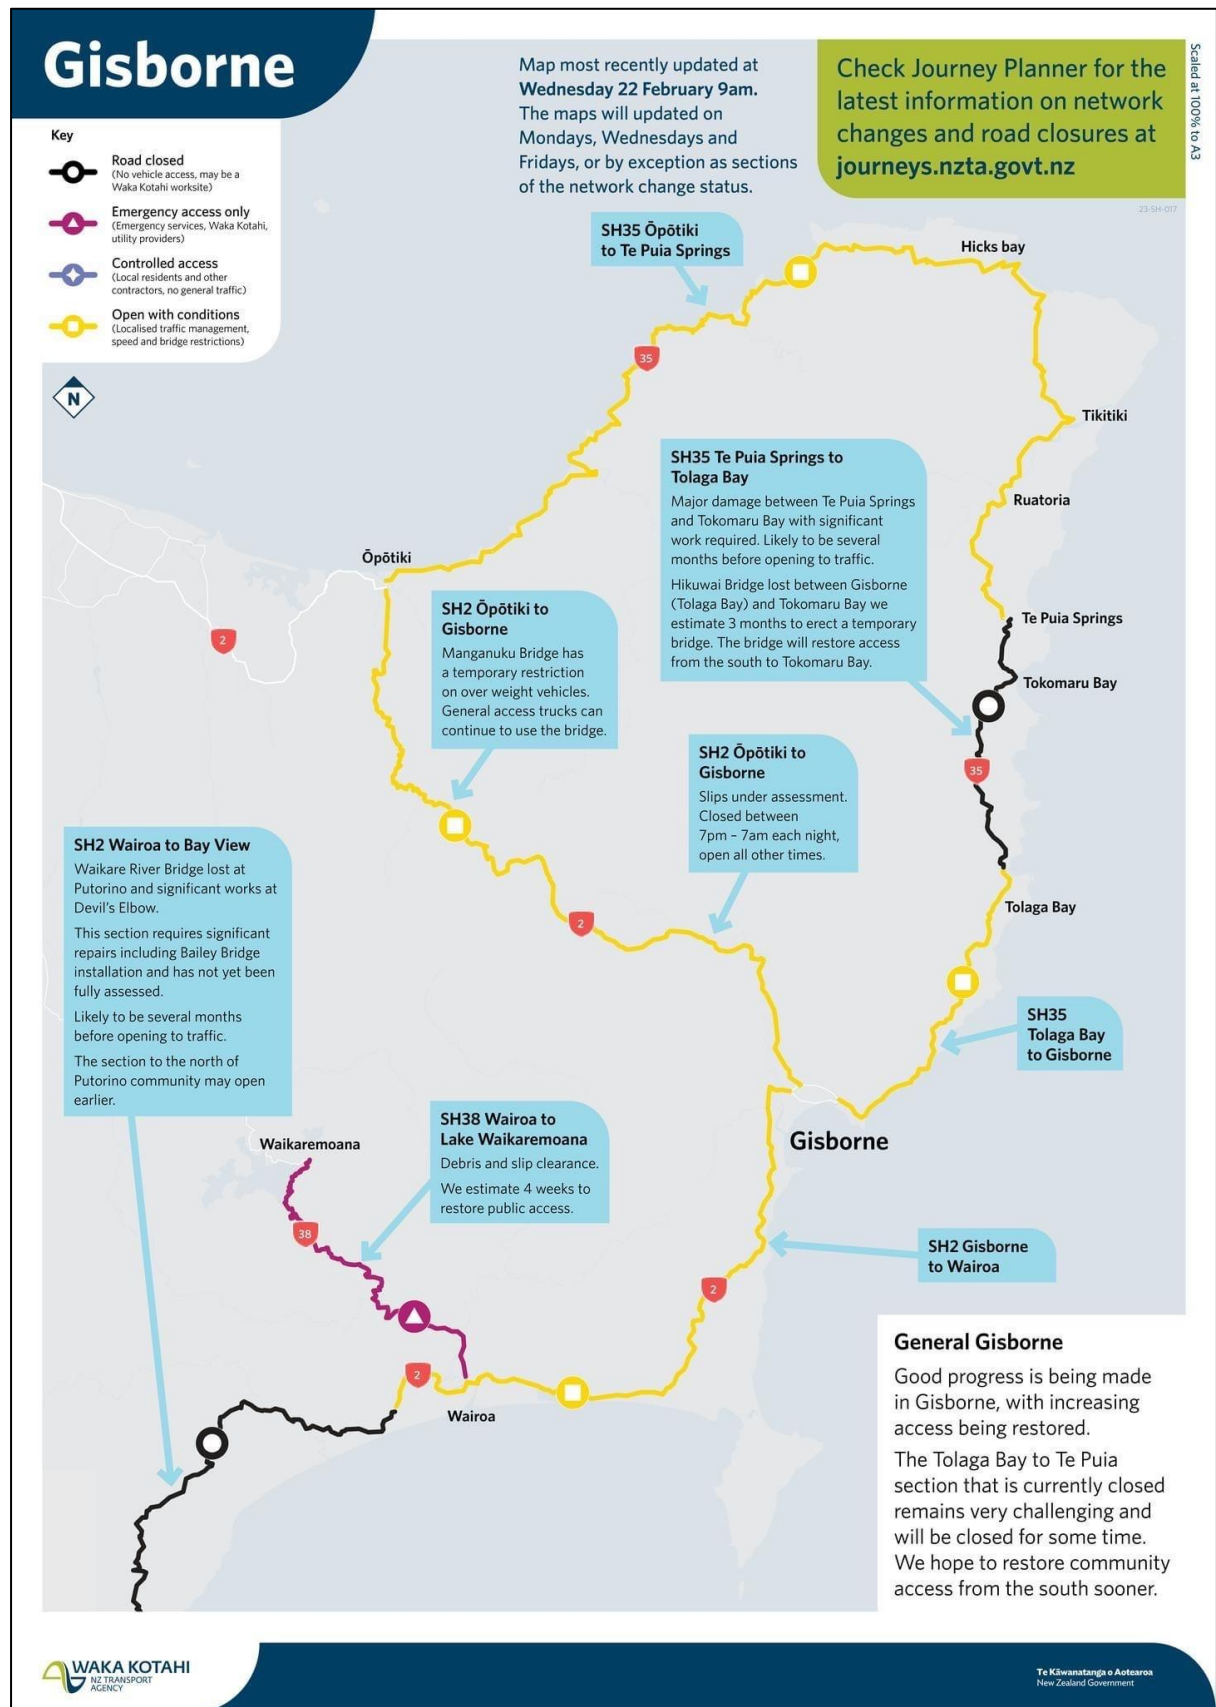 Gisborne
Map most recently updated at
Wednesday 22 February 9am.
The maps will updated on
Mondays, Wednesdays and
Fridays, or by exception as sections
of the network change status.
Check Journey Planner for the
latest information on network
changes and road closures at
journeys.nzta.govt.nz
Scaled at 100% to A3
23-SH-017
Key
Road closed
(No vehicle access, may be a
Waka Kotahi worksite)
Emergency access only
(Emergency services, Waka Kotahi,
utility providers)
Controlled access
(Local residents and other
contractors, no general traffic)
Open with conditions
(Localised traffic management,
speed and bridge restrictions)
N
SH35 Ōpōtiki
to Te Puia Springs
Hicks bay
35
Tikitiki
SH35 Te Puia Springs to
Tolaga Bay
Major damage between Te Puia Springs
and Tokomaru Bay with significant
work required. Likely to be several
months before opening to traffic.
Hikuwai Bridge lost between Gisborne
(Tolaga Bay) and Tokomaru Bay we
estimate 3 months to erect a temporary
bridge. The bridge will restore access
from the south to Tokomaru Bay.
Ruatoria
Ōpōtiki
Te Puia Springs
Tokomaru Bay
2
SH2 Ōpōtiki to
Gisborne
Manganuku Bridge has
a temporary restriction
on over weight vehicles.
General access trucks can
continue to use the bridge.
35
SH2 Ōpōtiki to
Gisborne
Slips under assessment.
Closed between
7pm – 7am each night,
open all other times.
SH2 Wairoa to Bay View
Waikare River Bridge lost at
Putorino and significant works at
Devil's Elbow.
This section requires significant
repairs including Bailey Bridge
installation and has not yet been
fully assessed.
Likely to be several months
before opening to traffic.
The section to the north of
Putorino community may open
earlier.
2
Tolaga Bay
SH35
Tolaga Bay
to Gisborne
Gisborne
Waikaremoana
SH38 Wairoa to
Lake Waikaremoana
Debris and slip clearance.
We estimate 4 weeks to
restore public access.
38
SH2 Gisborne
to Wairoa
2
2
Wairoa
General Gisborne
Good progress is being made
in Gisborne, with increasing
access being restored.
The Tolaga Bay to Te Puia
section that is currently closed
remains very challenging and
will be closed for some time.
We hope to restore community
access from the south sooner.
WAKA KOTAHI
NZ TRANSPORT
AGENCY
Te Kāwanatanga o Aotearoa
New Zealand Government